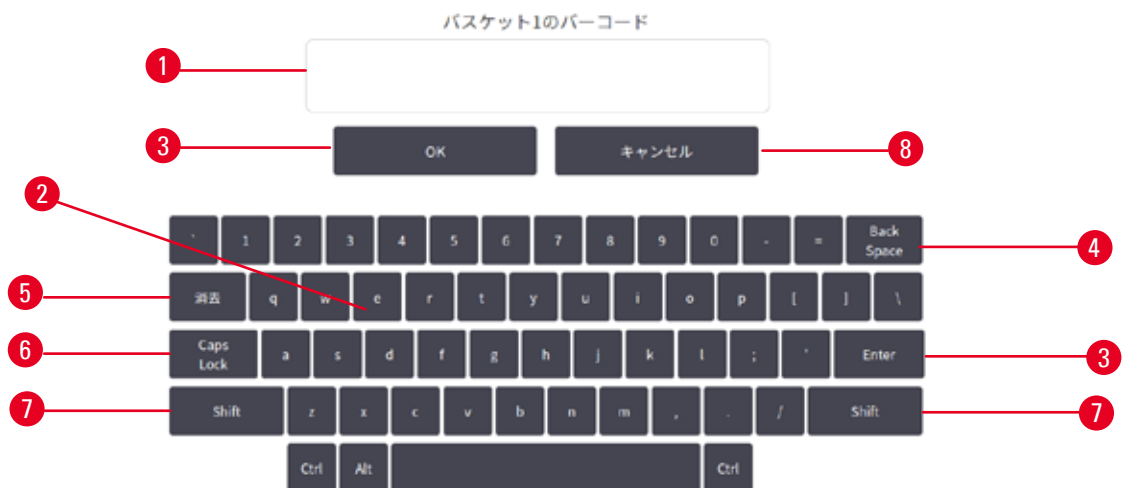 バスケット1のバーコード
1
3 OK キャンセル 8
2
` 1 2 3 4 5 6 7 8 9 0 - = Back Space 4
5 消去 q w e r t y u i o p [ ] \
6 Caps Lock a s d f g h j k l ; ' Enter 3
7 Shift z x c v b n m , . / Shift 7
Ctrl Alt Ctrl